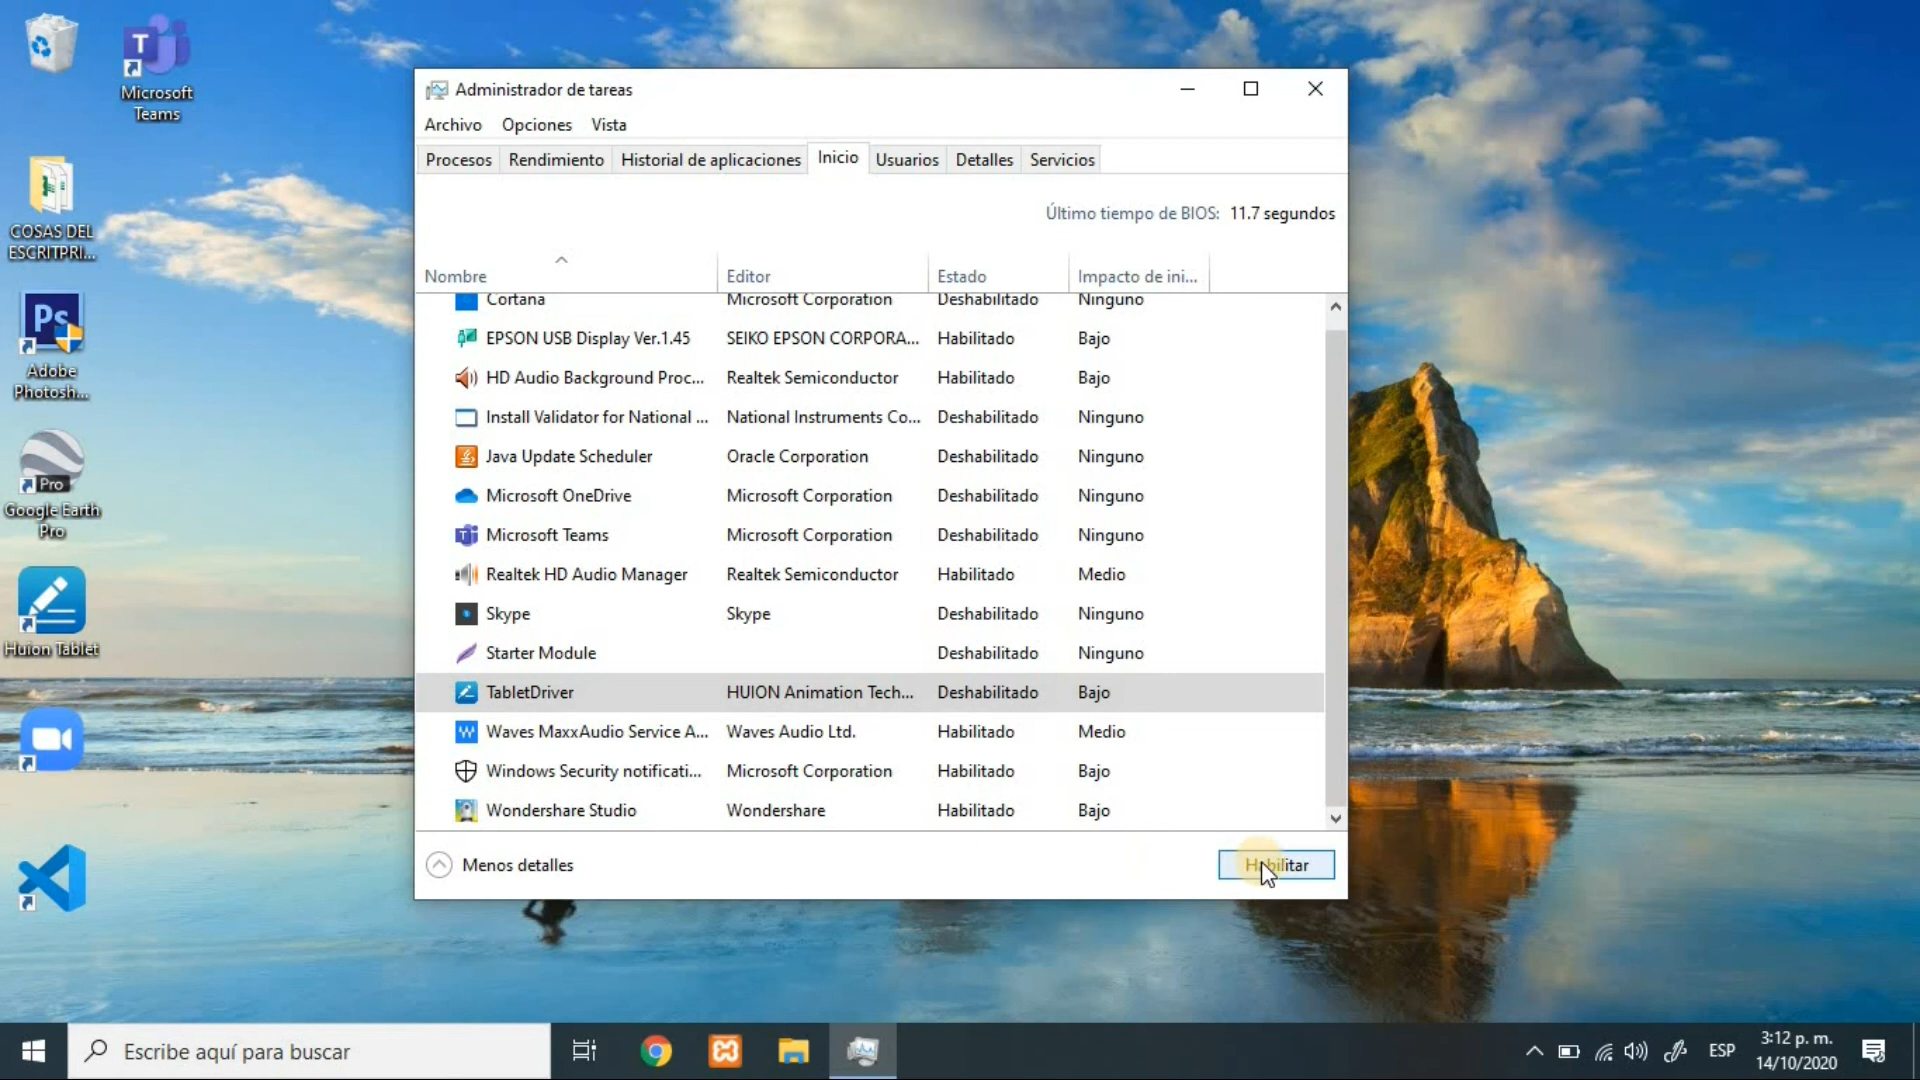 Microsoft
Teams
COSAS DEL
ESCRITPRI...
Ps
Adobe
Photosh...
Pro
Google Earth
Pro
Huion Tablet
Administrador de tareas
Archivo Opciones Vista
Procesos Rendimiento Historial de aplicaciones Inicio Usuarios Detalles Servicios
Último tiempo de BIOS: 11.7 segundos
Nombre Editor Estado Impacto de ini...
Cortana Microsoft Corporation Deshabilitado Ninguno
EPSON USB Display Ver.1.45 SEIKO EPSON CORPORA... Habilitado Bajo
HD Audio Background Proc... Realtek Semiconductor Habilitado Bajo
Install Validator for National ... National Instruments Co... Deshabilitado Ninguno
Java Update Scheduler Oracle Corporation Deshabilitado Ninguno
Microsoft OneDrive Microsoft Corporation Deshabilitado Ninguno
Microsoft Teams Microsoft Corporation Deshabilitado Ninguno
Realtek HD Audio Manager Realtek Semiconductor Habilitado Medio
Skype Skype Deshabilitado Ninguno
Starter Module Deshabilitado Ninguno
TabletDriver HUION Animation Tech... Deshabilitado Bajo
Waves MaxxAudio Service A... Waves Audio Ltd. Habilitado Medio
Windows Security notificati... Microsoft Corporation Habilitado Bajo
Wondershare Studio Wondershare Habilitado Bajo
Menos detalles Habilitar
Escribe aquí para buscar
ESP
3:12 p. m.
14/10/2020